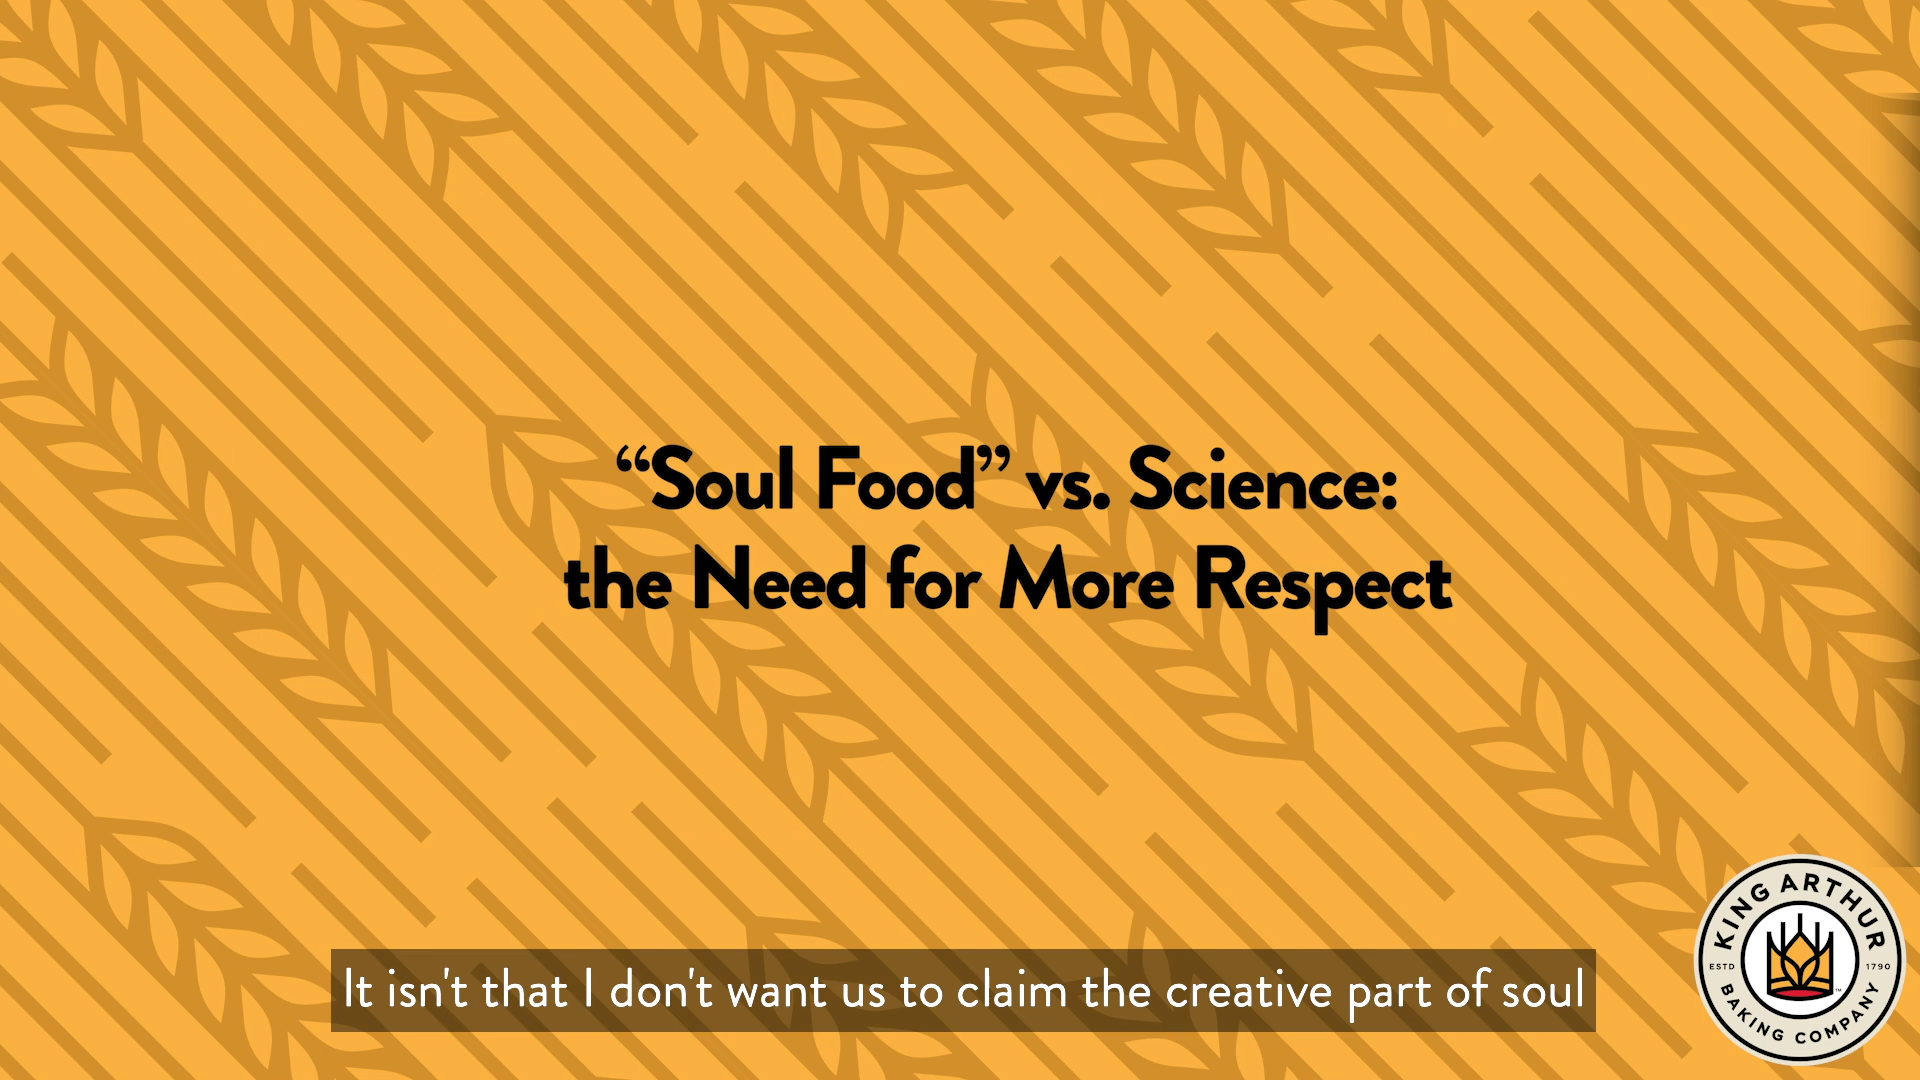 “Soul Food” vs. Science:
the Need for More Respect
It isn't that I don't want us to claim the creative part of soul
KING ARTHUR
ESTD 1790
BAKING COMPANY
™